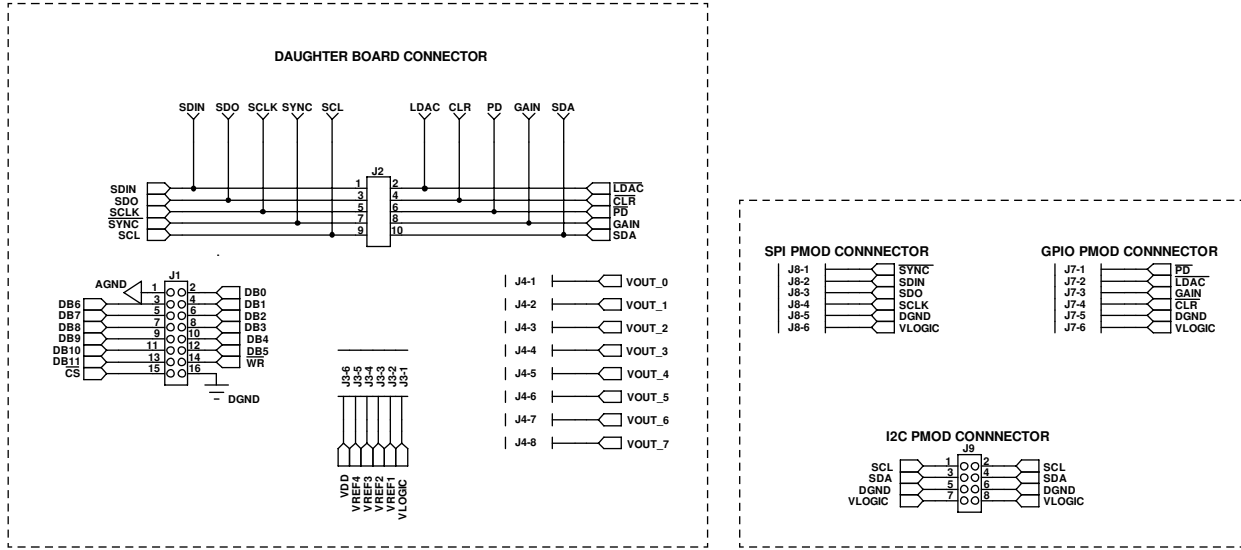 DAUGHTER BOARD CONNECTOR
SDIN SDO SCLK SYNC SCL LDAC CLR PD GAIN SDA
J2
SDIN 1 2 LDAC
SDO 3 4 CLR
SCLK 5 6 PD
SYNC 7 8 GAIN
SCL 9 10 SDA
J1
AGND 1 2 DB0
DB6 3 4 DB1
DB7 5 6 DB2
DB8 7 8 DB3
DB9 9 10 DB4
DB10 11 12 DB5
DB11 13 14 WR
CS 15 16
DGND
J3-6 J3-5 J3-4 J3-3 J3-2 J3-1
VDD VREF4 VREF3 VREF2 VREF1 VLOGIC
J4-1 VOUT_0
J4-2 VOUT_1
J4-3 VOUT_2
J4-4 VOUT_3
J4-5 VOUT_4
J4-6 VOUT_5
J4-7 VOUT_6
J4-8 VOUT_7
SPI PMOD CONNNECTOR
J8-1 SYNC
J8-2 SDIN
J8-3 SDO
J8-4 SCLK
J8-5 DGND
J8-6 VLOGIC
GPIO PMOD CONNNECTOR
J7-1 PD
J7-2 LDAC
J7-3 GAIN
J7-4 CLR
J7-5 DGND
J7-6 VLOGIC
I2C PMOD CONNNECTOR
J9
SCL 1 2 SCL
SDA 3 4 SDA
DGND 5 6 DGND
VLOGIC 7 8 VLOGIC